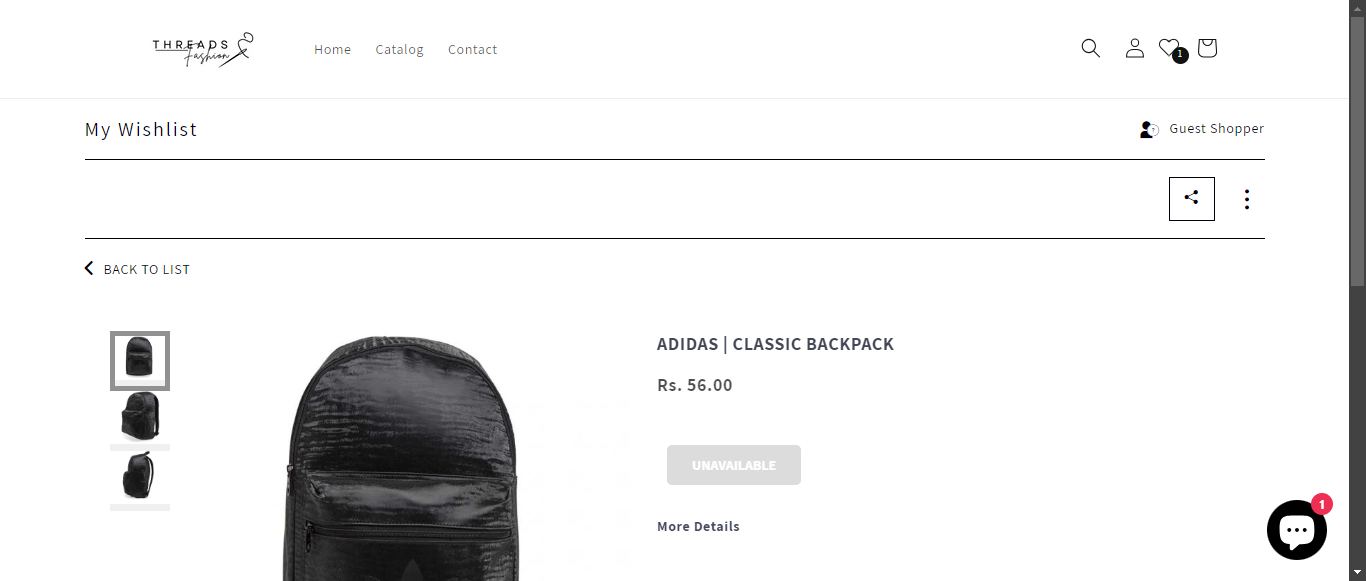 THREADS
Fashion
Home Catalog Contact
1
My Wishlist
Guest Shopper
BACK TO LIST
ADIDAS | CLASSIC BACKPACK
Rs. 56.00
UNAVAILABLE
More Details
1